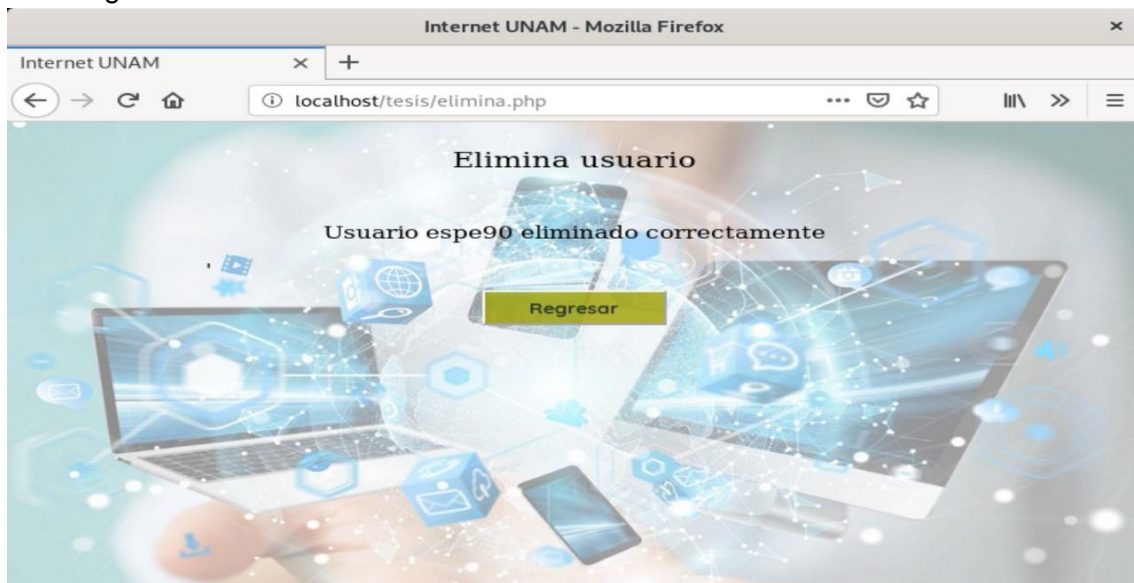 Internet UNAM - Mozilla Firefox
Internet UNAM
localhost/tesis/elimina.php
Elimina usuario
Usuario espe90 eliminado correctamente
Regresar